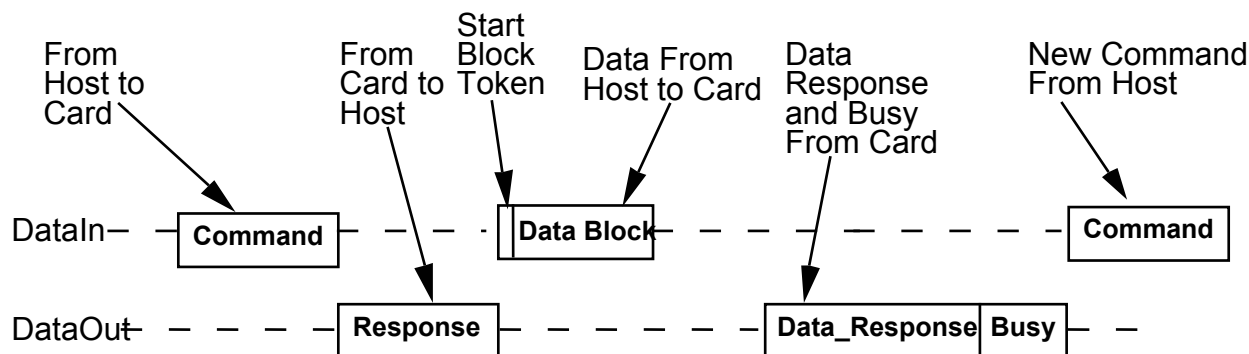 From
Host to
Card
From
Card to
Host
Start
Block
Token
Data From
Host to Card
Data
Response
and Busy
From Card
New Command
From Host
DataIn
Command
Data Block
Command
DataOut
Response
Data_Response
Busy